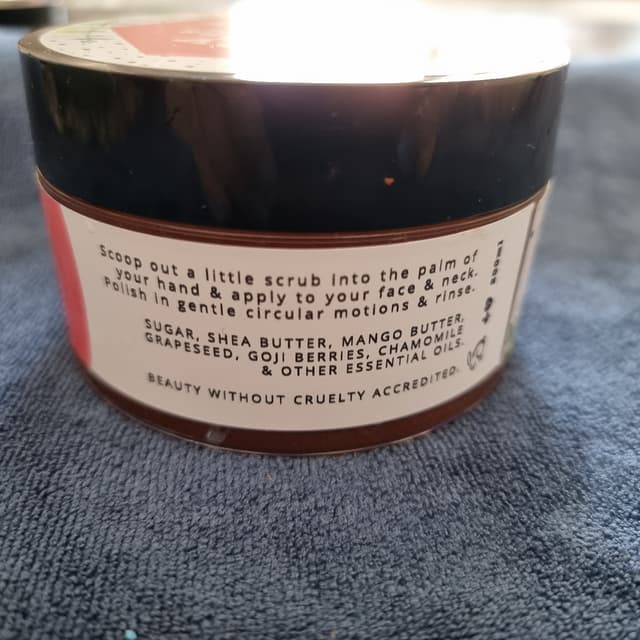 Scoop out a little scrub into the palm of
your hand & apply to your face & neck.
Polish in gentle circular motions & rinse.
SUGAR, SHEA BUTTER, MANGO BUTTER,
GRAPESEED, GOJI BERRIES, CHAMOMILE
& OTHER ESSENTIAL OILS.
BEAUTY WITHOUT CRUELTY ACCREDITED.